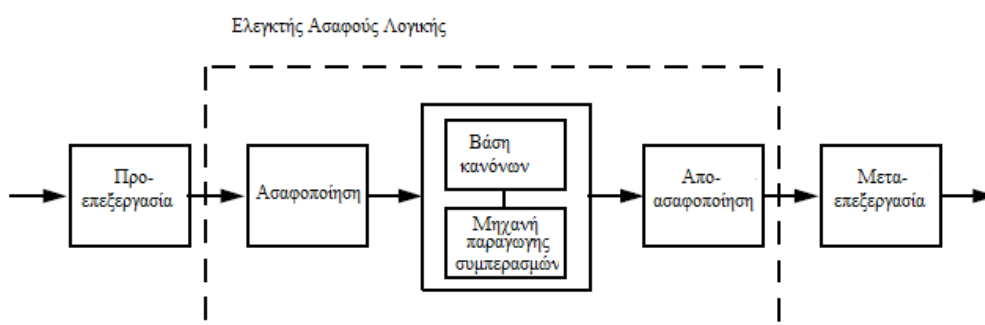 Ελεγκτής Ασαφούς Λογικής
Προ-
επεξεργασία
Ασαφοποίηση
Βάση
κανόνων
Μηχανή
παραγωγης
συμπερασμών
Απο-
ασαφοποίηση
Μετα-
επεξεργασία